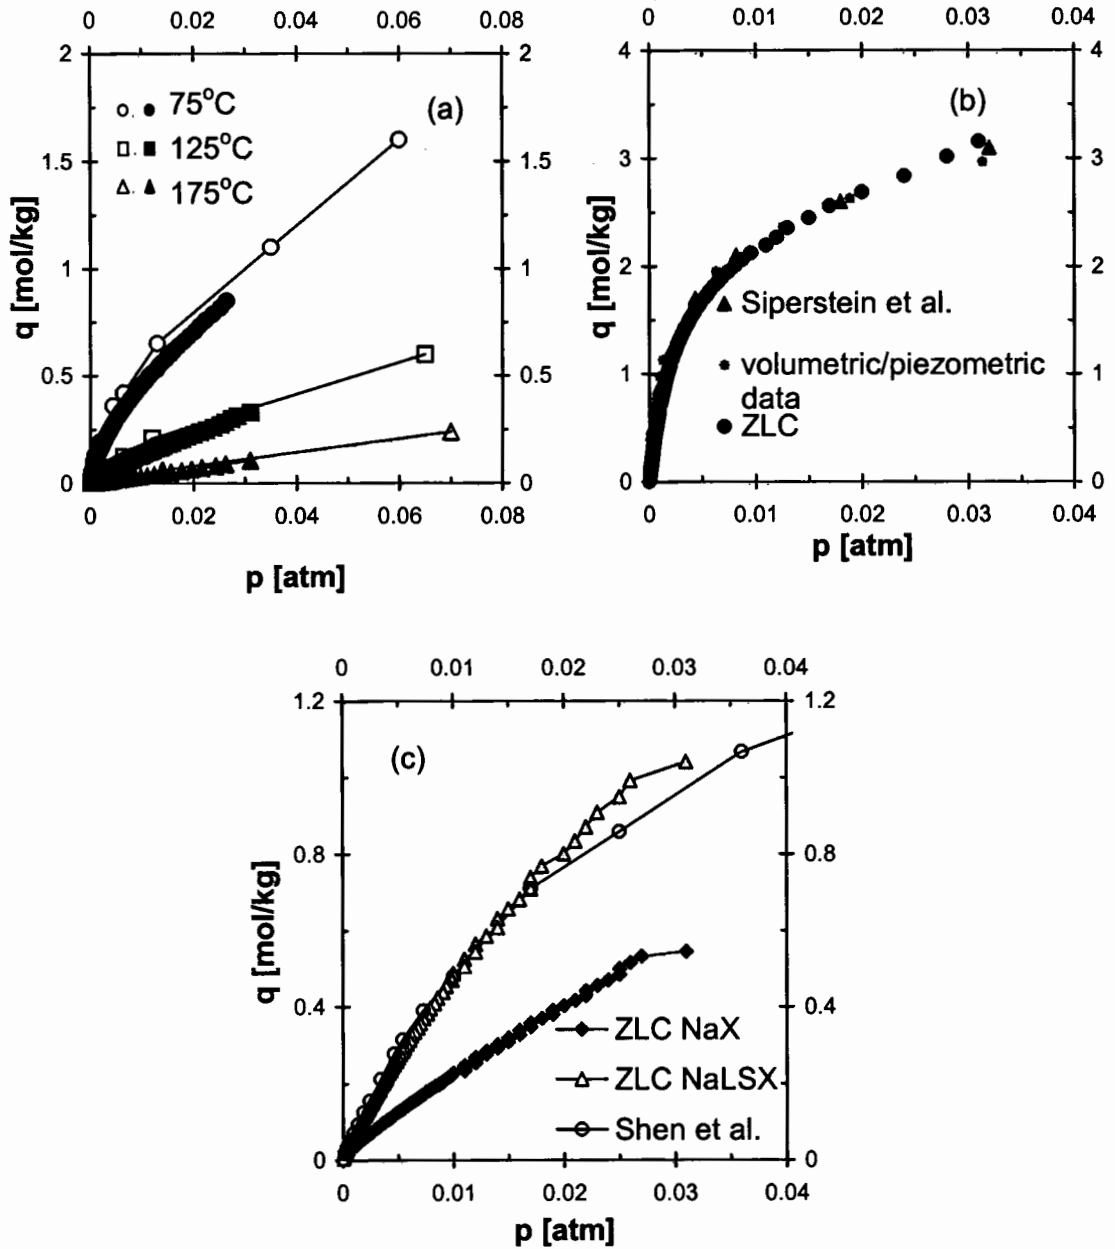 0 0.02 0.04 0.06 0.08
2 2
(a)
75°C
125°C
175°C
1.5 1.5
1 1
0.5 0.5
0 0
0 0.02 0.04 0.06 0.08
q [mol/kg]
p [atm]
0 0.01 0.02 0.03 0.04
4 4
(b)
3 3
2 2
Siperstein et al.
volumetric/piezometric
data
1 1
ZLC
0 0
0 0.01 0.02 0.03 0.04
q [mol/kg]
p [atm]
0 0.01 0.02 0.03 0.04
1.2 1.2
(c)
0.8 0.8
0.4 0.4
ZLC NaX
ZLC NaLSX
Shen et al.
0 0
0 0.01 0.02 0.03 0.04
q [mol/kg]
p [atm]